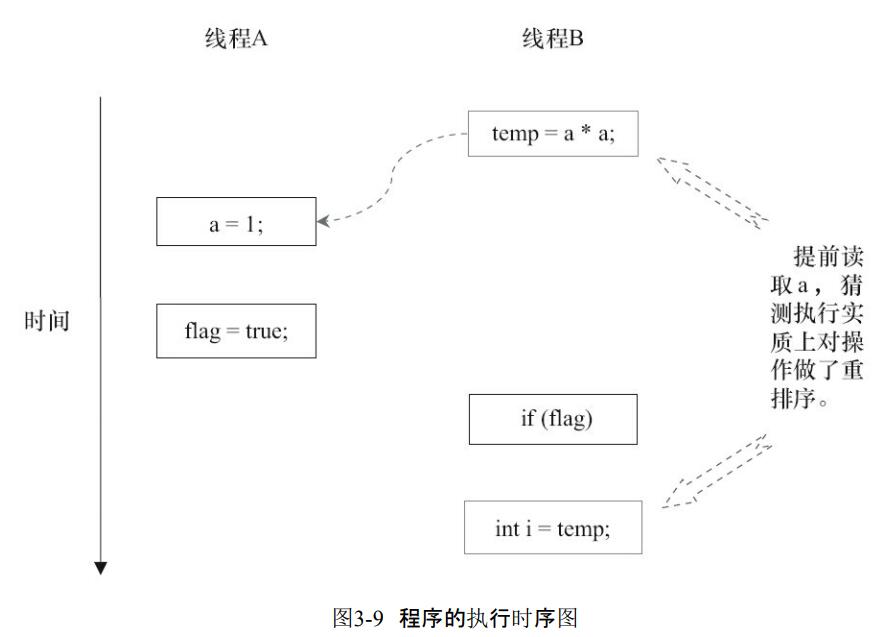 线程A 线程B
temp = a * a;
a = 1;
提前读
取a，猜
测执行实
质上对操
作做了重
排序。
时间
flag = true;
if (flag)
int i = temp;
图3-9 程序的执行时序图